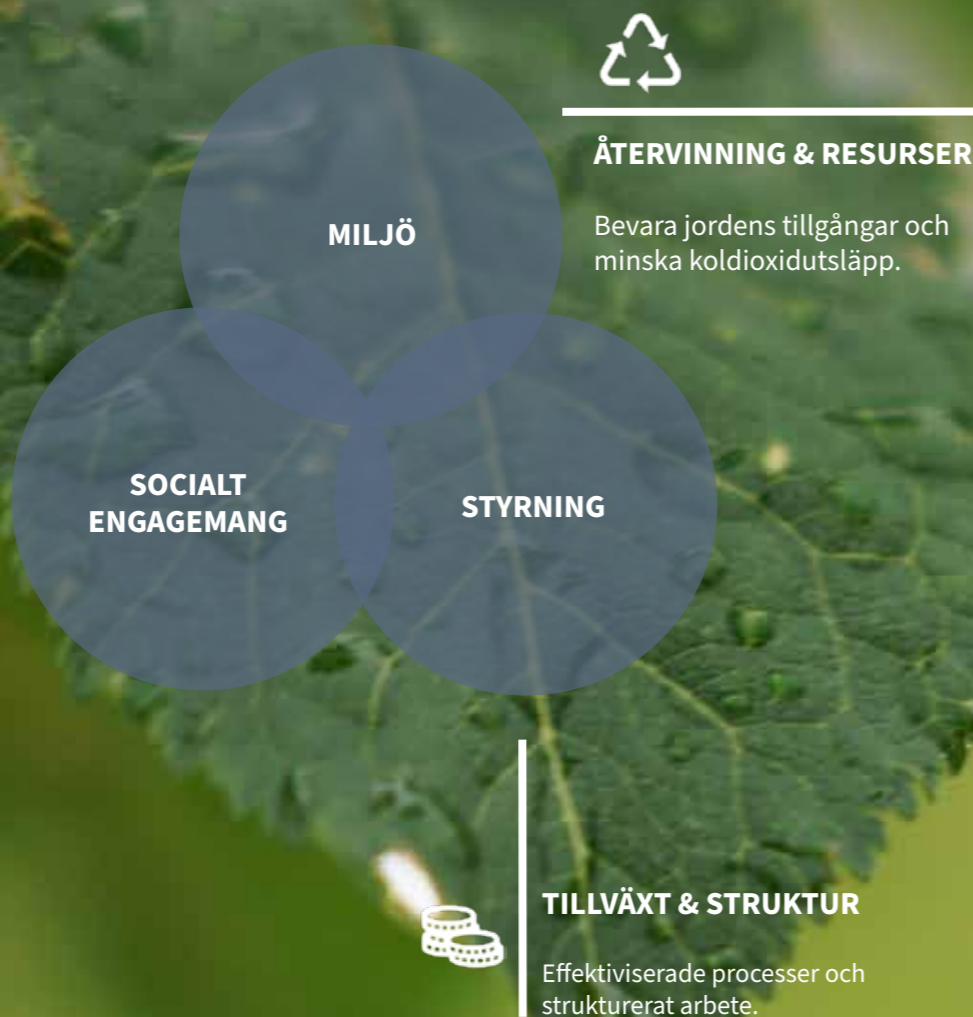 ÅTERVINNING & RESURSER
Bevara jordens tillgångar och
minska koldioxidutsläpp.
MILJÖ
SOCIALT
ENGAGEMANG
STYRNING
TILLVÄXT & STRUKTUR
Effektiviserade processer och
strukturerat arbete.